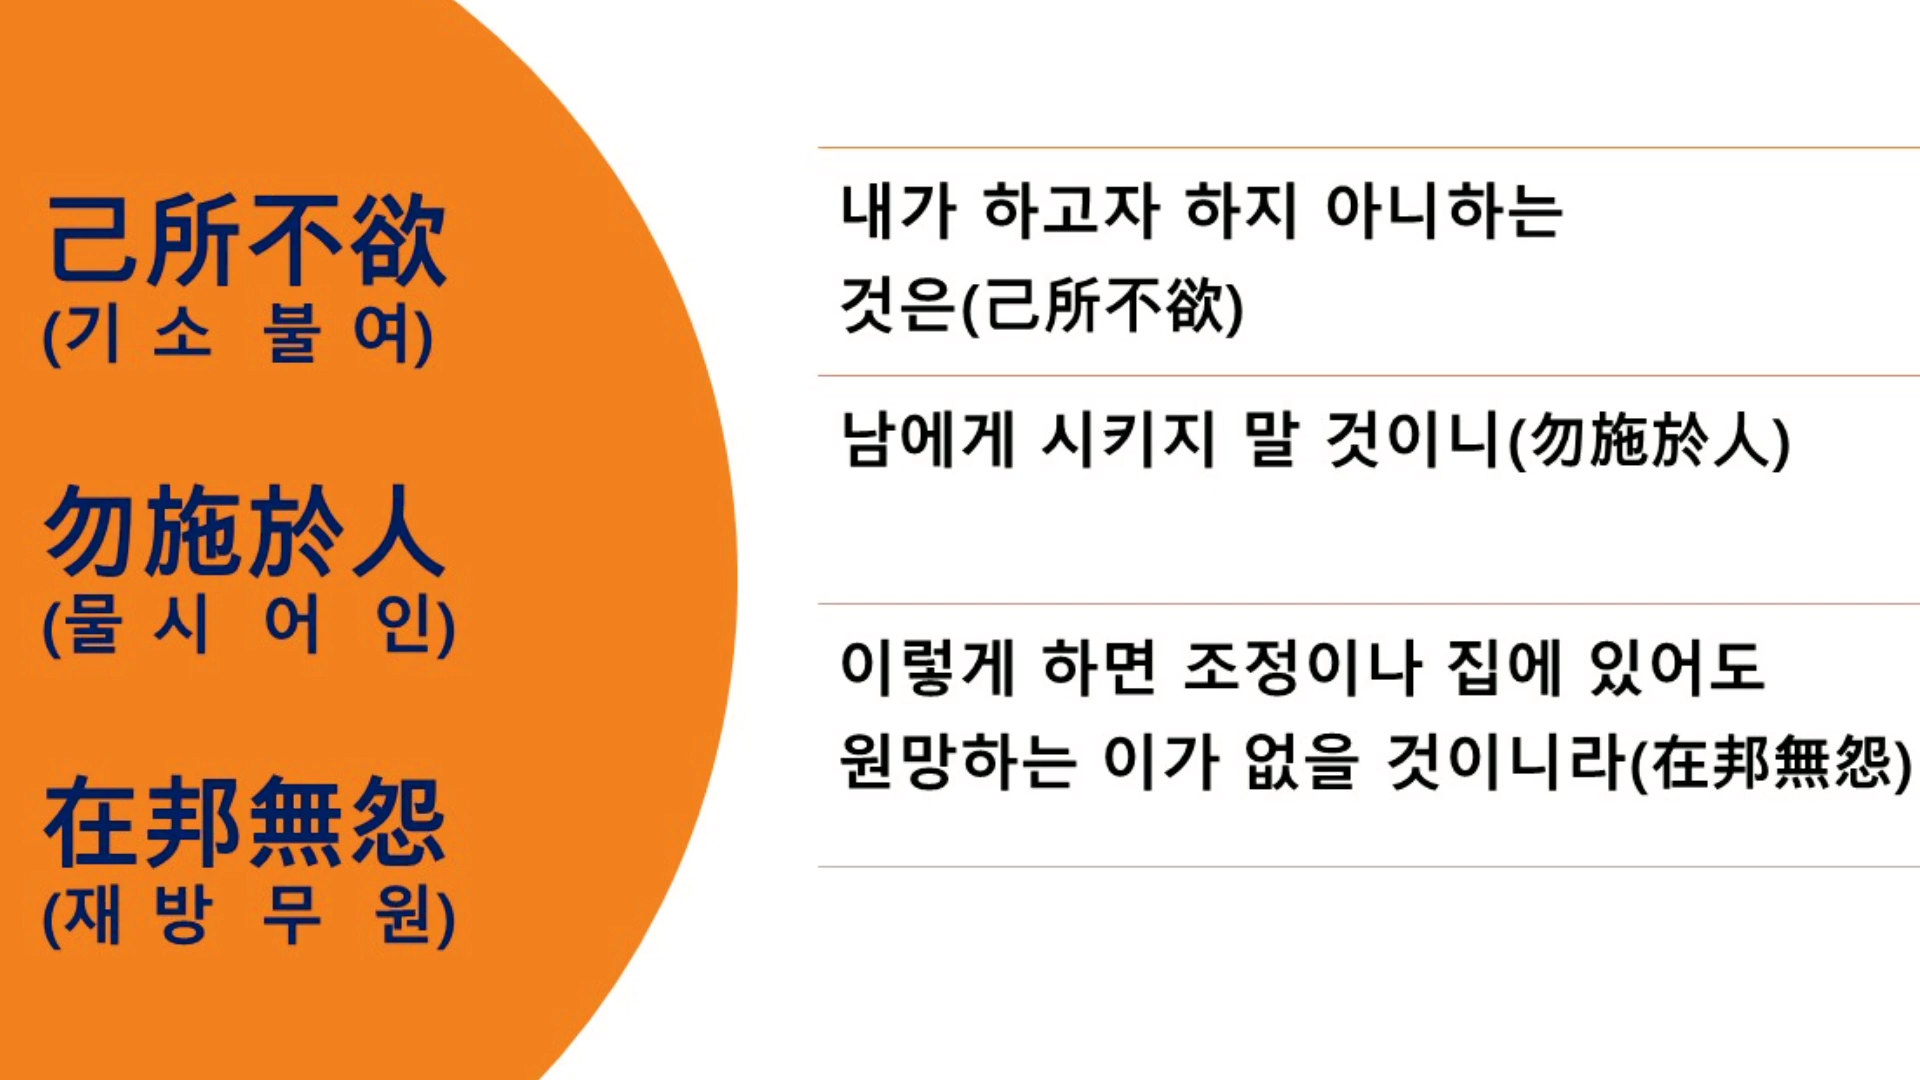 己所不欲
(기 소 불 여)
勿施於人
(물 시 어 인)
在邦無怨
(재 방 무 원)
내가 하고자 하지 아니하는
것은(己所不欲)
남에게 시키지 말 것이니(勿施於人)
이렇게 하면 조정이나 집에 있어도
원망하는 이가 없을 것이니라(在邦無怨)